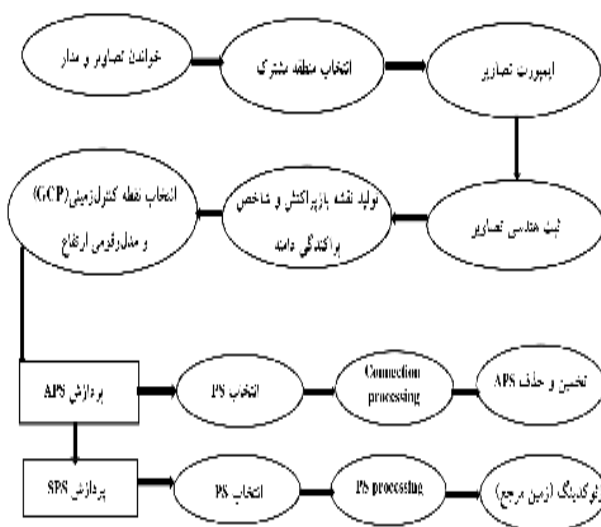 خواندن تصاویر و مدار
انتخاب منطقه مشترک
ایمپورت تصاریر
ثبت هندسی تصاریر
تولید نقشه بازپراکنش و شاخص
پراکندگی دامنه
انتخاب نقطه کنترل‌زمینی(GCP)
و مدل‌رقومی ارتفاع
پردازش APS
انتخاب PS
Connection
processing
تخمین و حذف APS
پردازش SPS
انتخاب PS
PS processing
ژئوکدینگ (زمین مرجع)